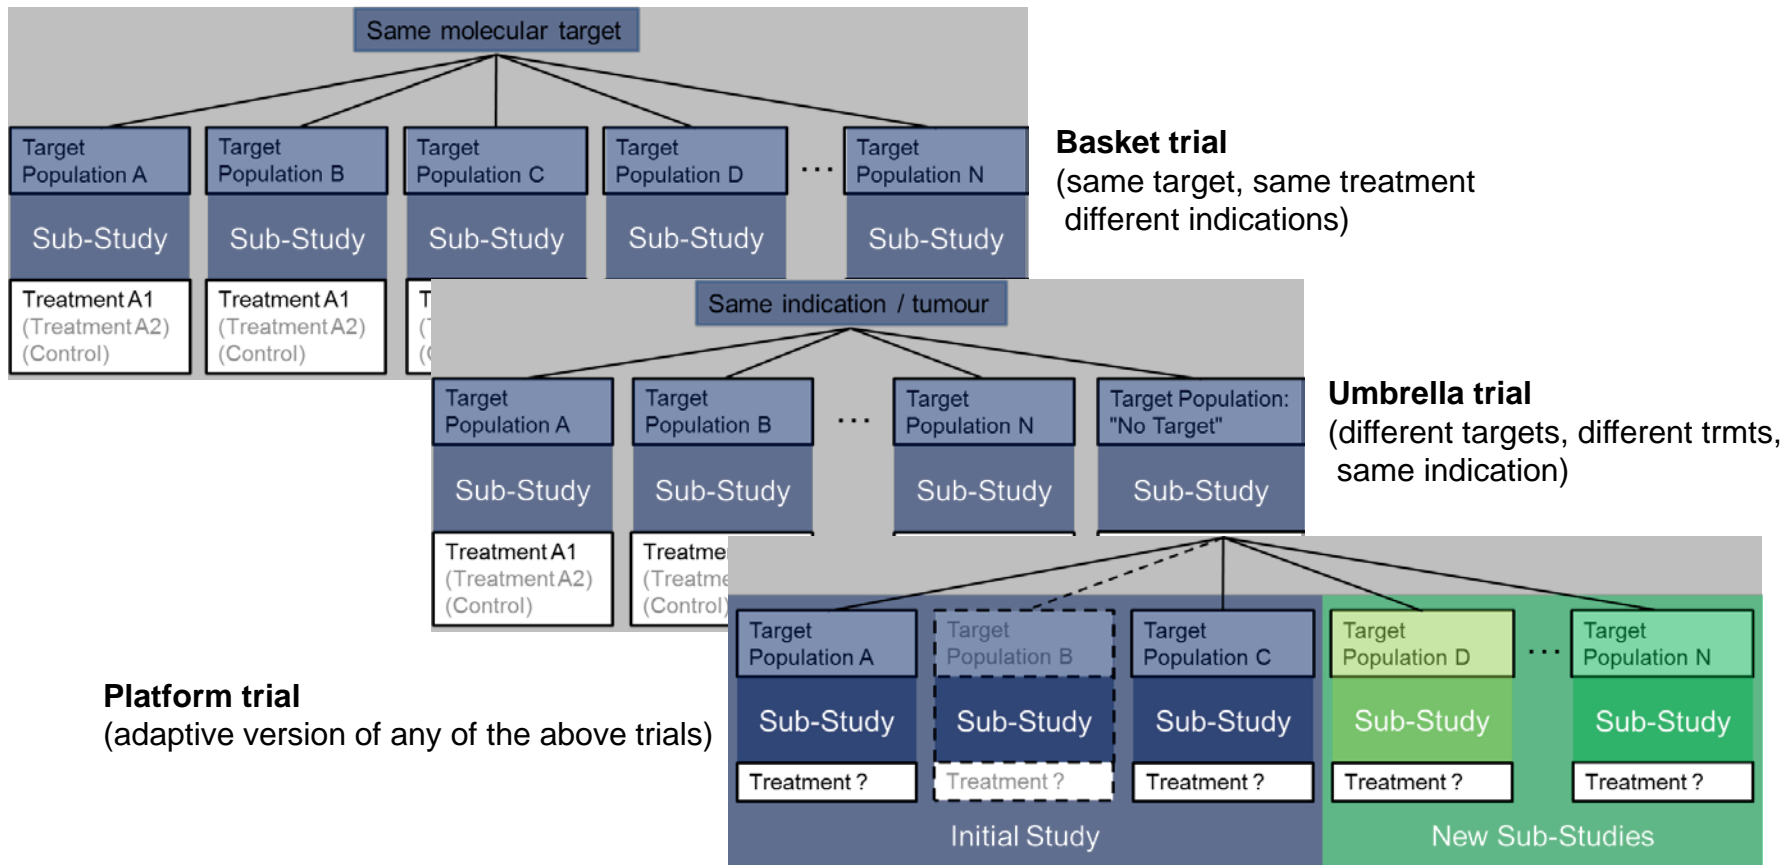 Same molecular target
Target
Population A
Target
Population B
Target
Population C
Target
Population D
...
Target
Population N
Sub-Study
Sub-Study
Sub-Study
Sub-Study
Sub-Study
Treatment A1
(Treatment A2)
(Control)
Treatment A1
(Treatment A2)
(Control)
Basket trial
(same target, same treatment
different indications)
Same indication / tumour
Target
Population A
Target
Population B
...
Target
Population N
Target Population:
"No Target"
Sub-Study
Sub-Study
Sub-Study
Sub-Study
Treatment A1
(Treatment A2)
(Control)
(Control)
Umbrella trial
(different targets, different trmts,
same indication)
Target
Population A
Target
Population B
Target
Population C
Target
Population D
...
Target
Population N
Sub-Study
Sub-Study
Sub-Study
Sub-Study
Sub-Study
Treatment ?
Treatment ?
Treatment ?
Treatment ?
Treatment ?
Initial Study
New Sub-Studies
Platform trial
(adaptive version of any of the above trials)